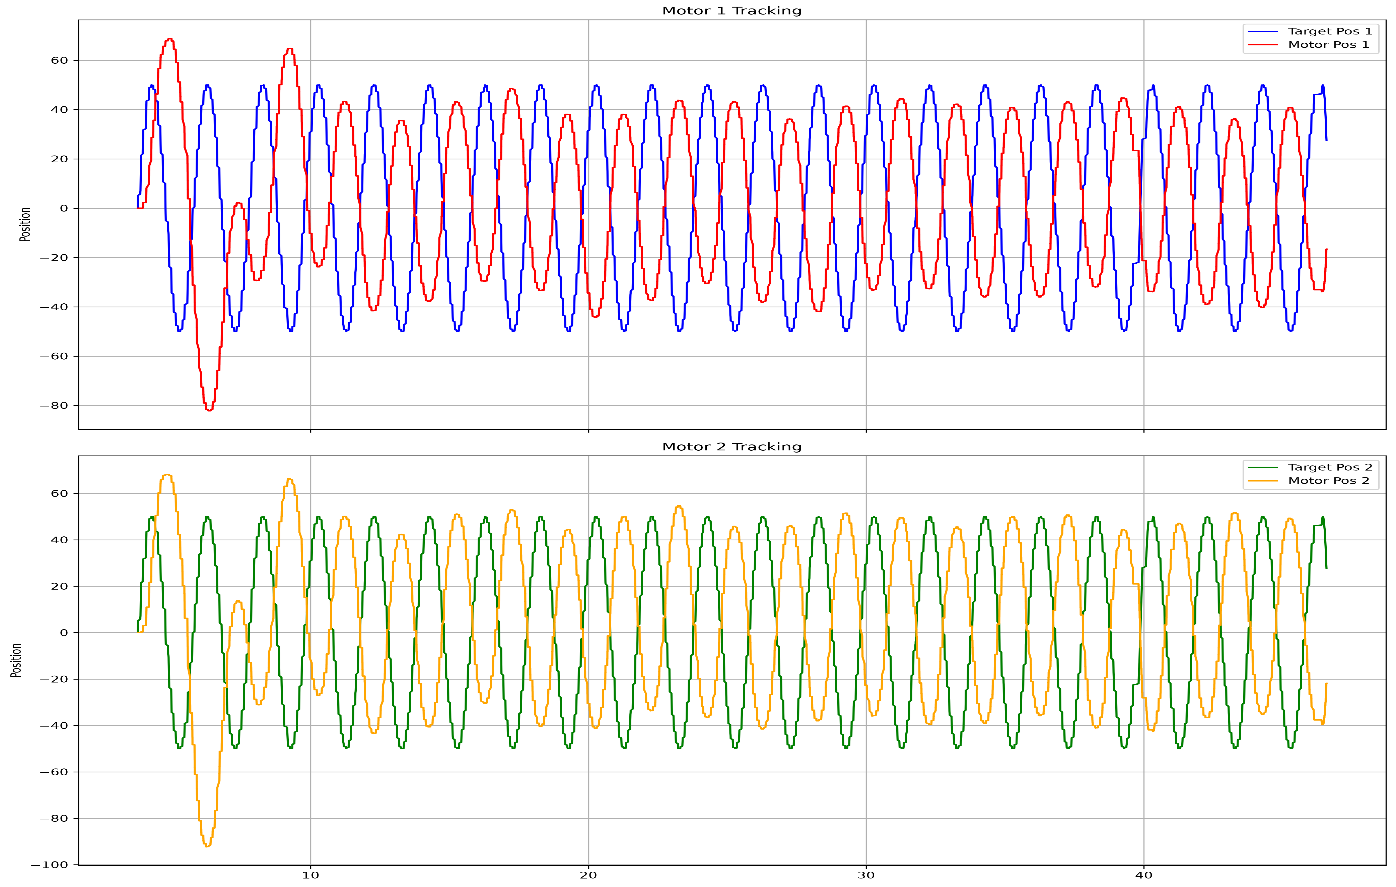 Motor 1 Tracking
Target Pos 1
Motor Pos 1
60
40
20
0
−20
−40
−60
−80
Position
Motor 2 Tracking
Target Pos 2
Motor Pos 2
60
40
20
0
−20
−40
−60
−80
−100
Position
10
20
30
40